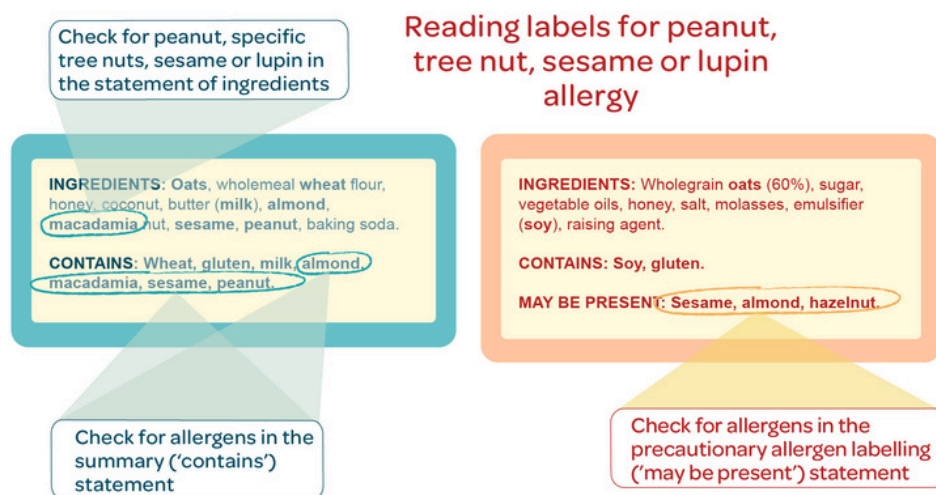 Check for peanut, specific
tree nuts, sesame or lupin in
the statement of ingredients
Reading labels for peanut,
tree nut, sesame or lupin
allergy
INGREDIENTS: Oats, wholemeal wheat flour,
honey, coconut, butter (milk), almond,
macadamia nut, sesame, peanut, baking soda.
CONTAINS: Wheat, gluten, milk, almond,
macadamia, sesame, peanut.
INGREDIENTS: Wholegrain oats (60%), sugar,
vegetable oils, honey, salt, molasses, emulsifier
(soy), raising agent.
CONTAINS: Soy, gluten.
MAY BE PRESENT: Sesame, almond, hazelnut.
Check for allergens in the
summary (‘contains’)
statement
Check for allergens in the
precautionary allergen labelling
(‘may be present’) statement